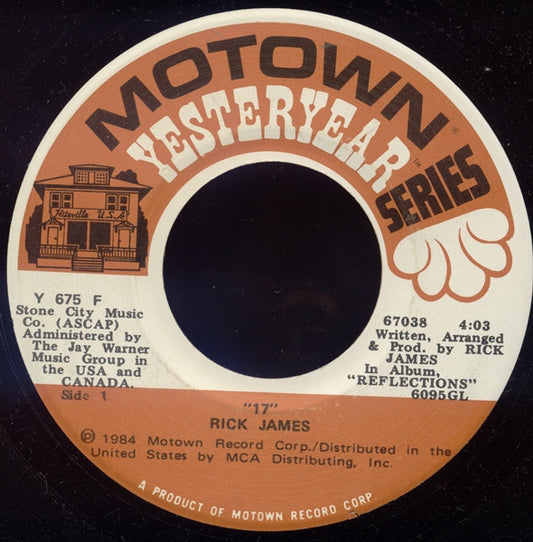 MOTOWN®
YESTERYEAR™
SERIES
Hitsville U.S.A
Y 675 F
Stone City Music
Co. (ASCAP)
Administered by
The Jay Warner
Music Group in
the USA and
CANADA.
Side 1
67038 4:03
Written, Arranged
& Prod. by RICK
JAMES
In Album,
"REFLECTIONS"
6095GL
"17"
RICK JAMES
℗ 1984 Motown Record Corp./Distributed in the
United States by MCA Distributing, Inc.
A PRODUCT OF MOTOWN RECORD CORP.